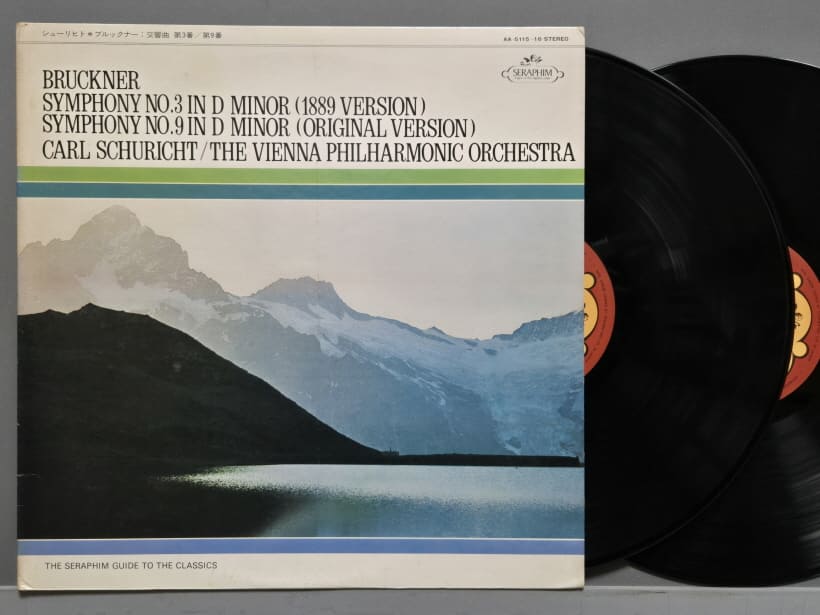 シューリヒト＊ブルックナー：交響曲 第3番／第9番
AA-5115・16 STEREO
SERAPHIM
BRUCKNER
SYMPHONY NO.3 IN D MINOR (1889 VERSION)
SYMPHONY NO.9 IN D MINOR (ORIGINAL VERSION)
CARL SCHURICHT/THE VIENNA PHILHARMONIC ORCHESTRA
THE SERAPHIM GUIDE TO THE CLASSICS